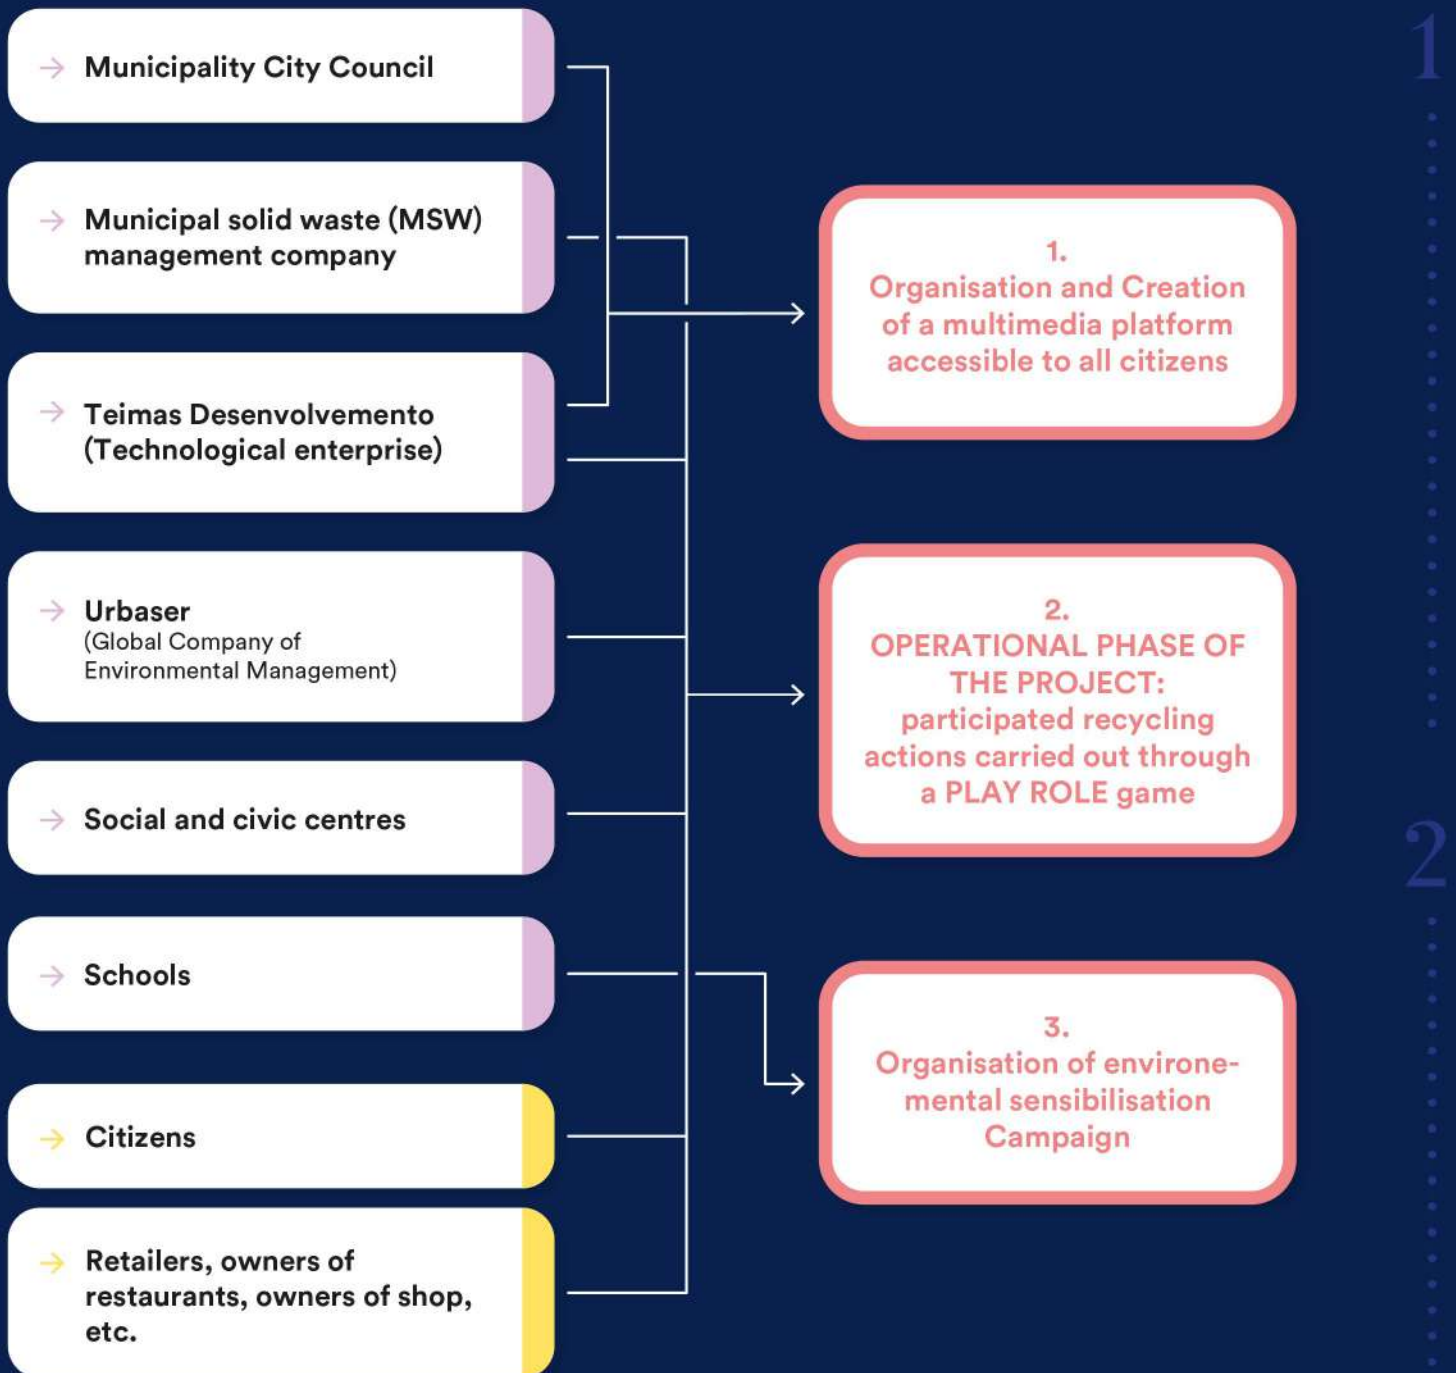 → Municipality City Council
→ Municipal solid waste (MSW)
management company
→ Teimas Desenvolvemento
(Technological enterprise)
→ Urbaser
(Global Company of
Environmental Management)
→ Social and civic centres
→ Schools
→ Citizens
→ Retailers, owners of
restaurants, owners of shop,
etc.
1.
Organisation and Creation
of a multimedia platform
accessible to all citizens
2.
OPERATIONAL PHASE OF
THE PROJECT:
participated recycling
actions carried out through
a PLAY ROLE game
3.
Organisation of environe-
mental sensibilisation
Campaign
1
2